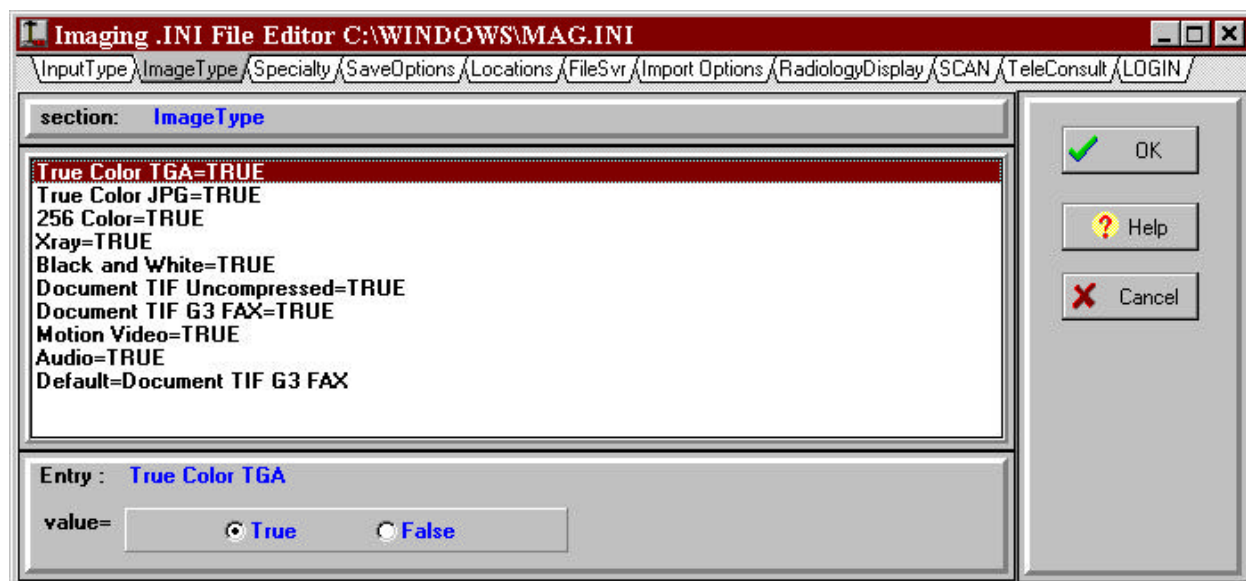 Imaging .INI File Editor C:\WINDOWS\MAG.INI
InputType ImageType Specialty SaveOptions Locations FileSvr Import Options RadiologyDisplay SCAN TeleConsult LOGIN
section: ImageType
True Color TGA=TRUE
True Color JPG=TRUE
256 Color=TRUE
Xray=TRUE
Black and White=TRUE
Document TIF Uncompressed=TRUE
Document TIF G3 FAX=TRUE
Motion Video=TRUE
Audio=TRUE
Default=Document TIF G3 FAX
Entry : True Color TGA
value= True False
OK
Help
Cancel